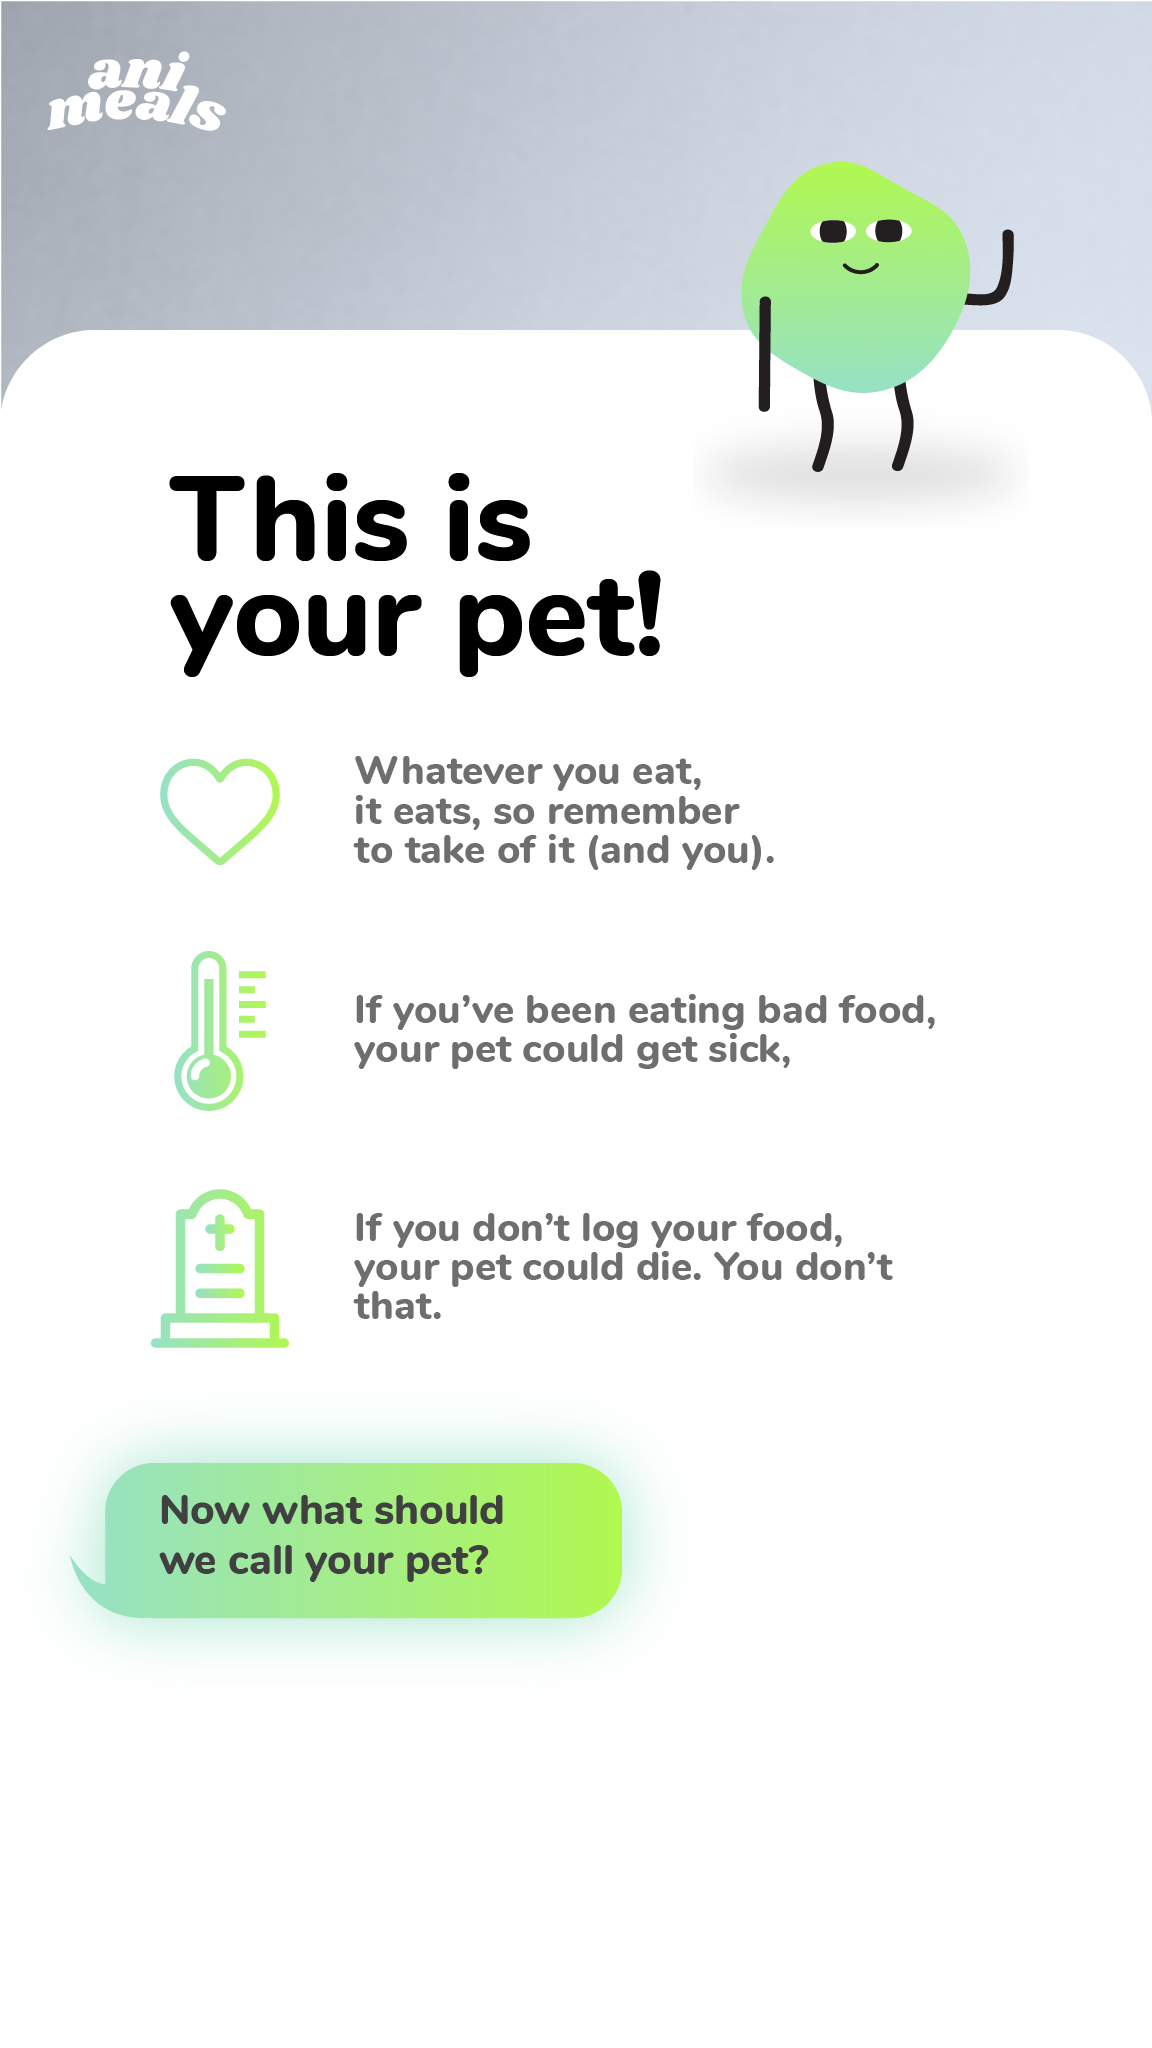 ani
meals
This is
your pet!
Whatever you eat,
it eats, so remember
to take of it (and you).
If you’ve been eating bad food,
your pet could get sick,
If you don’t log your food,
your pet could die. You don’t
that.
Now what should
we call your pet?